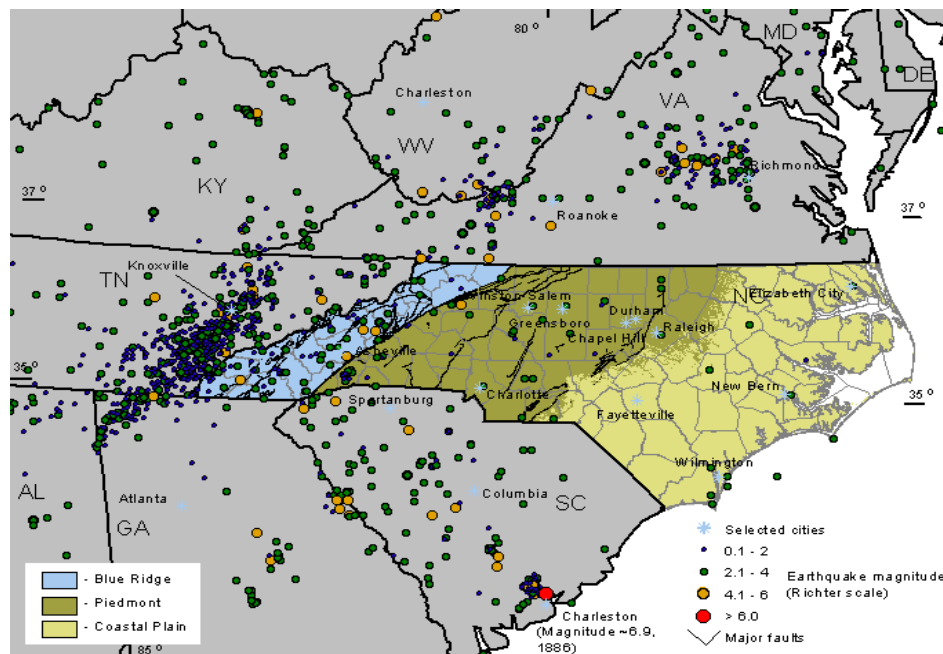 80 °
MD
DE
Charleston
VA
WV
Richmond
37 °
KY
37 °
Roanoke
Knoxville
TN
NC
Elizabeth City
Winston-Salem
Durham
Greensboro
Raleigh
Chapel Hill
Asheville
35 °
New Bern
Charlotte
35 °
Spartanburg
Fayetteville
Wilmington
AL
Atlanta
Columbia
SC
GA
Selected cities
0.1 - 2
2.1 - 4
Earthquake magnitude
4.1 - 6
(Richter scale)
> 6.0
Major faults
- Blue Ridge
- Piedmont
- Coastal Plain
Charleston
(Magnitude ~6.9,
1886)
85 °